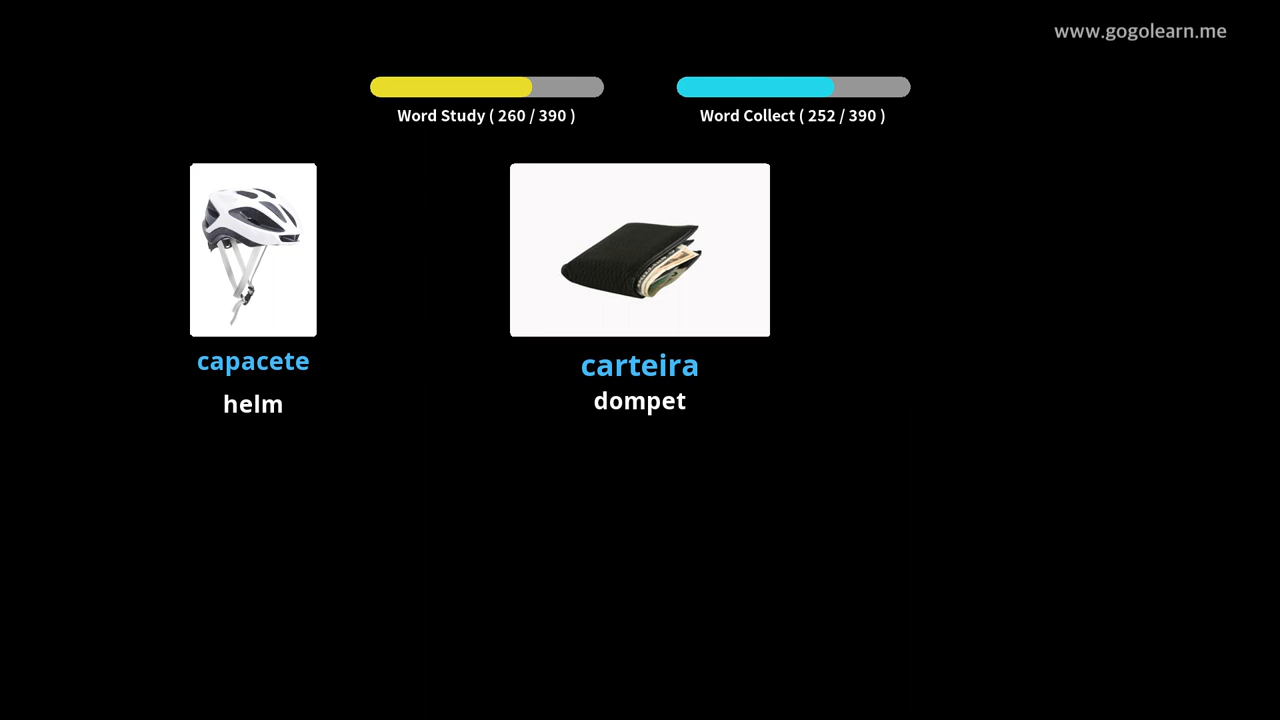 www.gogolearn.me
Word Study ( 260 / 390 )
Word Collect ( 252 / 390 )
capacete
helm
carteira
dompet